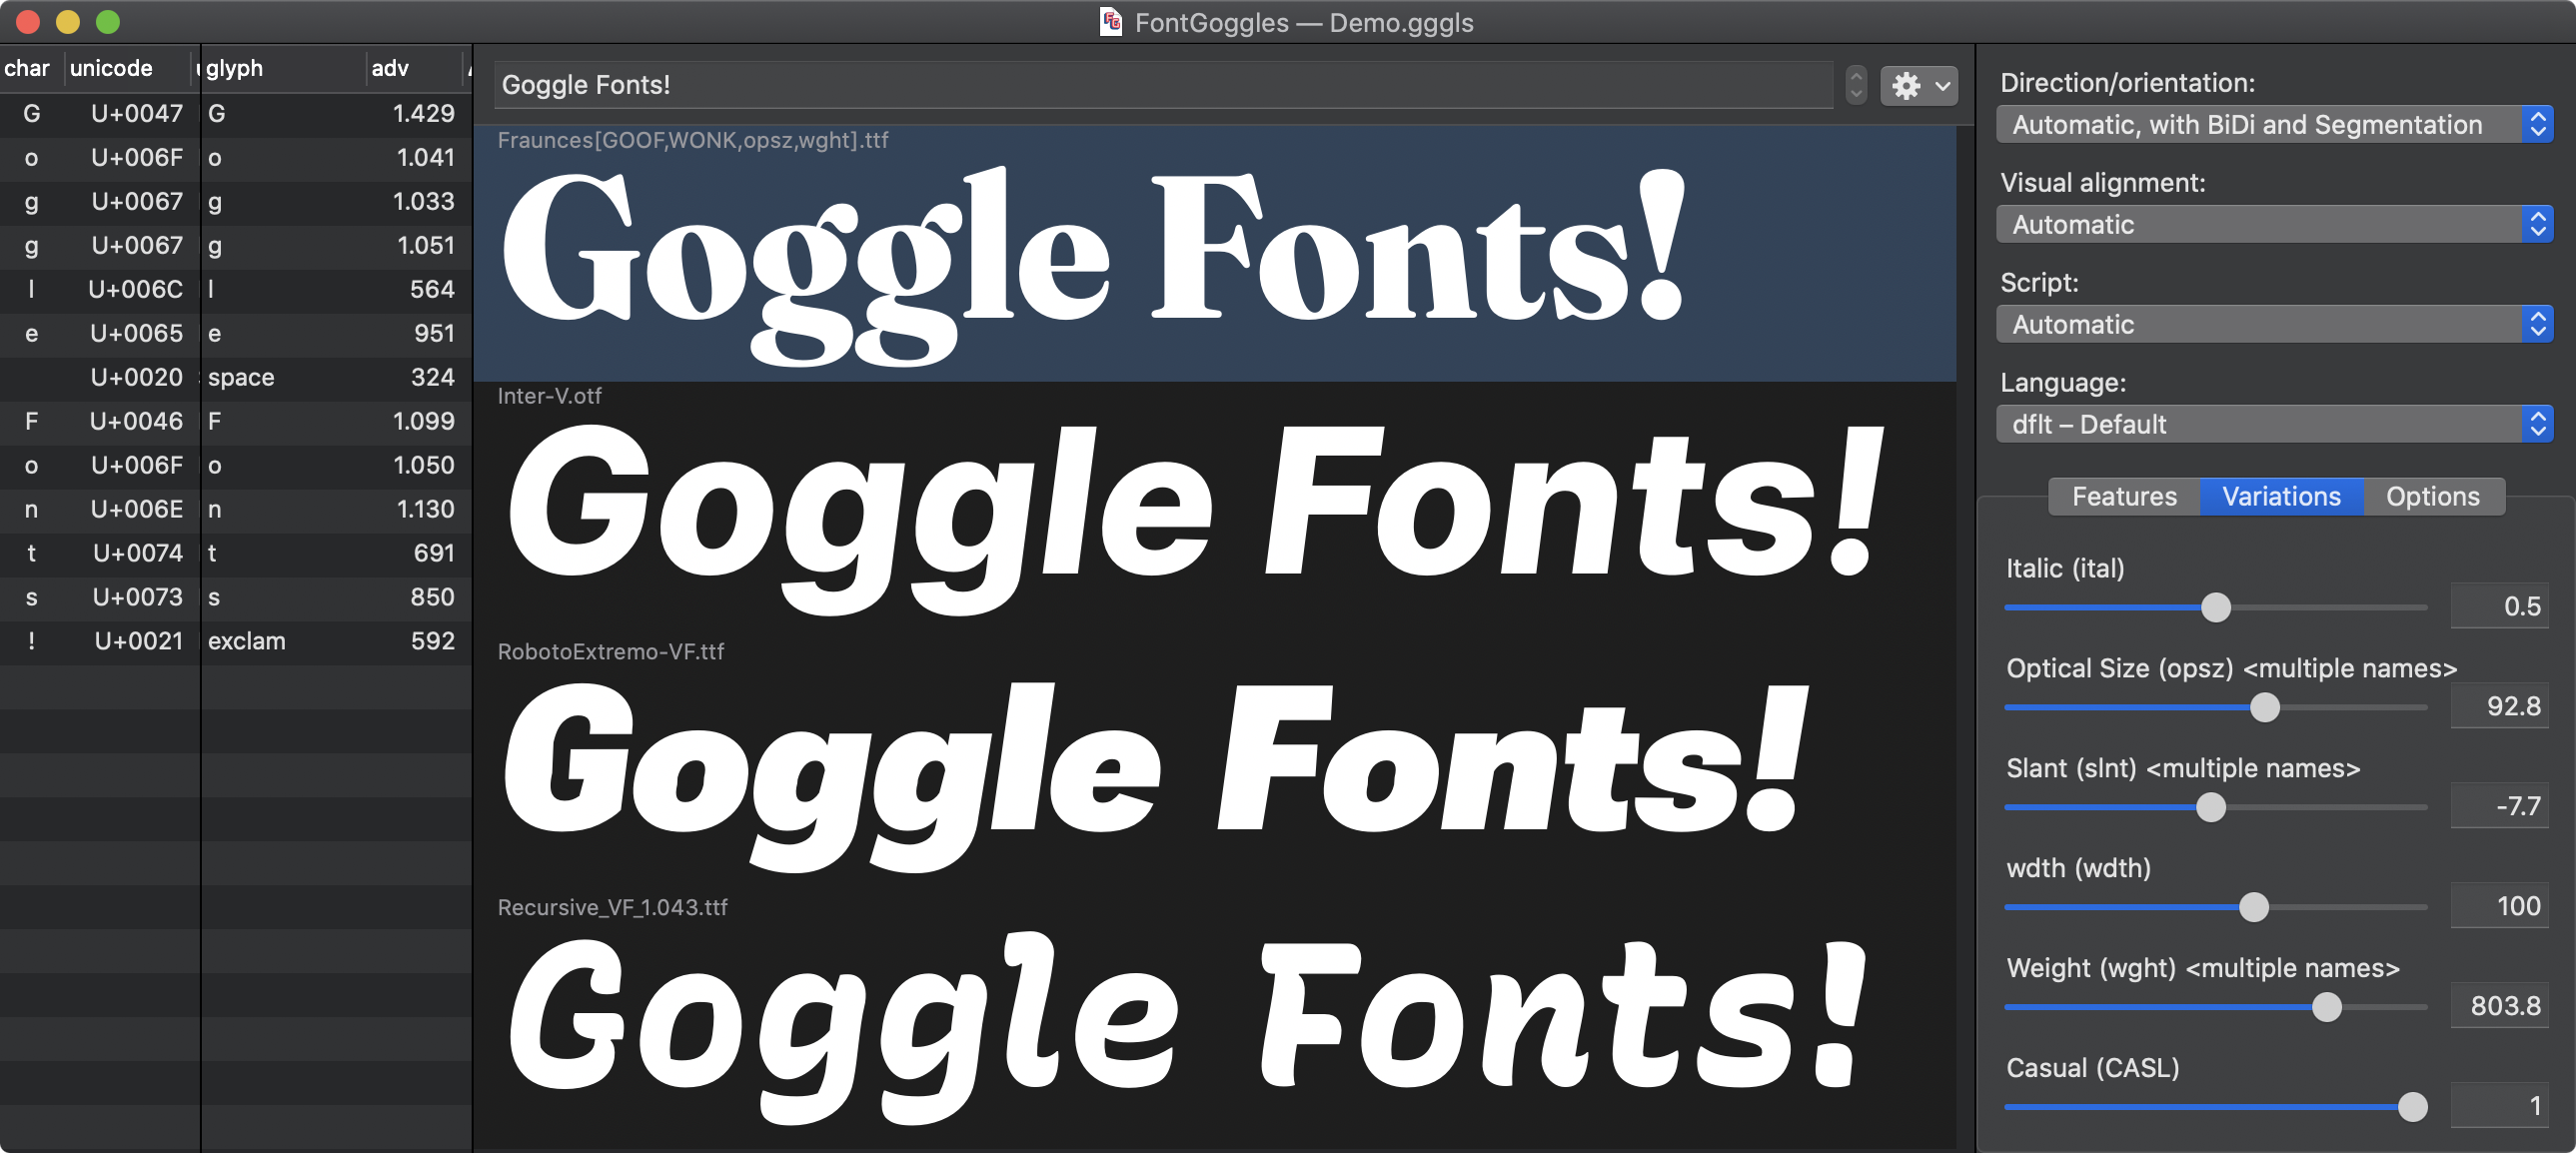 FontGoggles — Demo.gggls
char unicode glyph adv
G U+0047 G 1.429
o U+006F o 1.041
g U+0067 g 1.033
g U+0067 g 1.051
l U+006C l 564
e U+0065 e 951
U+0020 space 324
F U+0046 F 1.099
o U+006F o 1.050
n U+006E n 1.130
t U+0074 t 691
s U+0073 s 850
! U+0021 exclam 592
Goggle Fonts!
Fraunces[GOOF,WONK,opsz,wght].ttf
Goggle Fonts!
Inter-V.otf
Goggle Fonts!
RobotoExtremo-VF.ttf
Goggle Fonts!
Recursive_VF_1.043.ttf
Goggle Fonts!
Direction/orientation:
Automatic, with BiDi and Segmentation
Visual alignment:
Automatic
Script:
Automatic
Language:
dflt – Default
Features Variations Options
Italic (ital)
0.5
Optical Size (opsz) <multiple names>
92.8
Slant (slnt) <multiple names>
-7.7
wdth (wdth)
100
Weight (wght) <multiple names>
803.8
Casual (CASL)
1